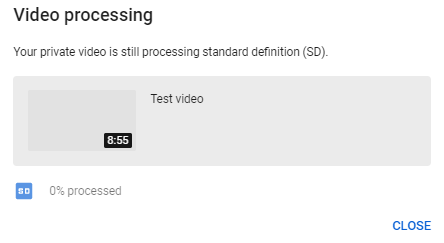 Video processing
Your private video is still processing standard definition (SD).
Test video
8:55
SD 0% processed
CLOSE